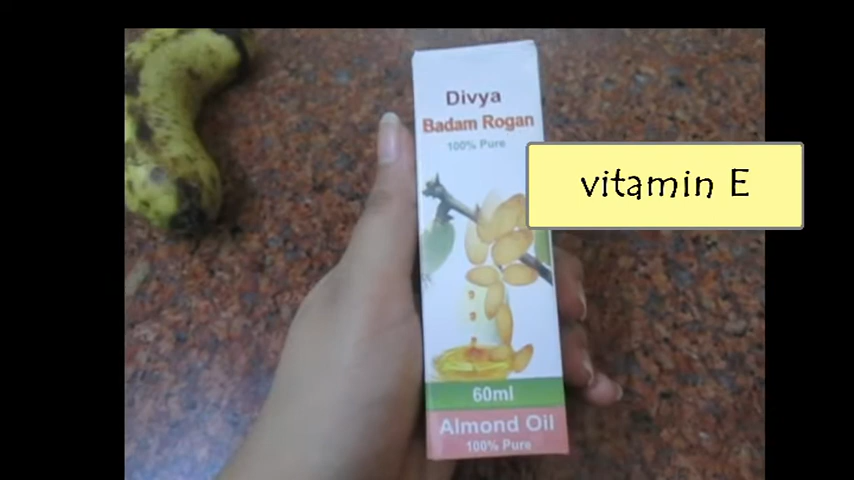 Divya
Badam Rogan
100% Pure
vitamin E
60ml
Almond Oil
100% Pure